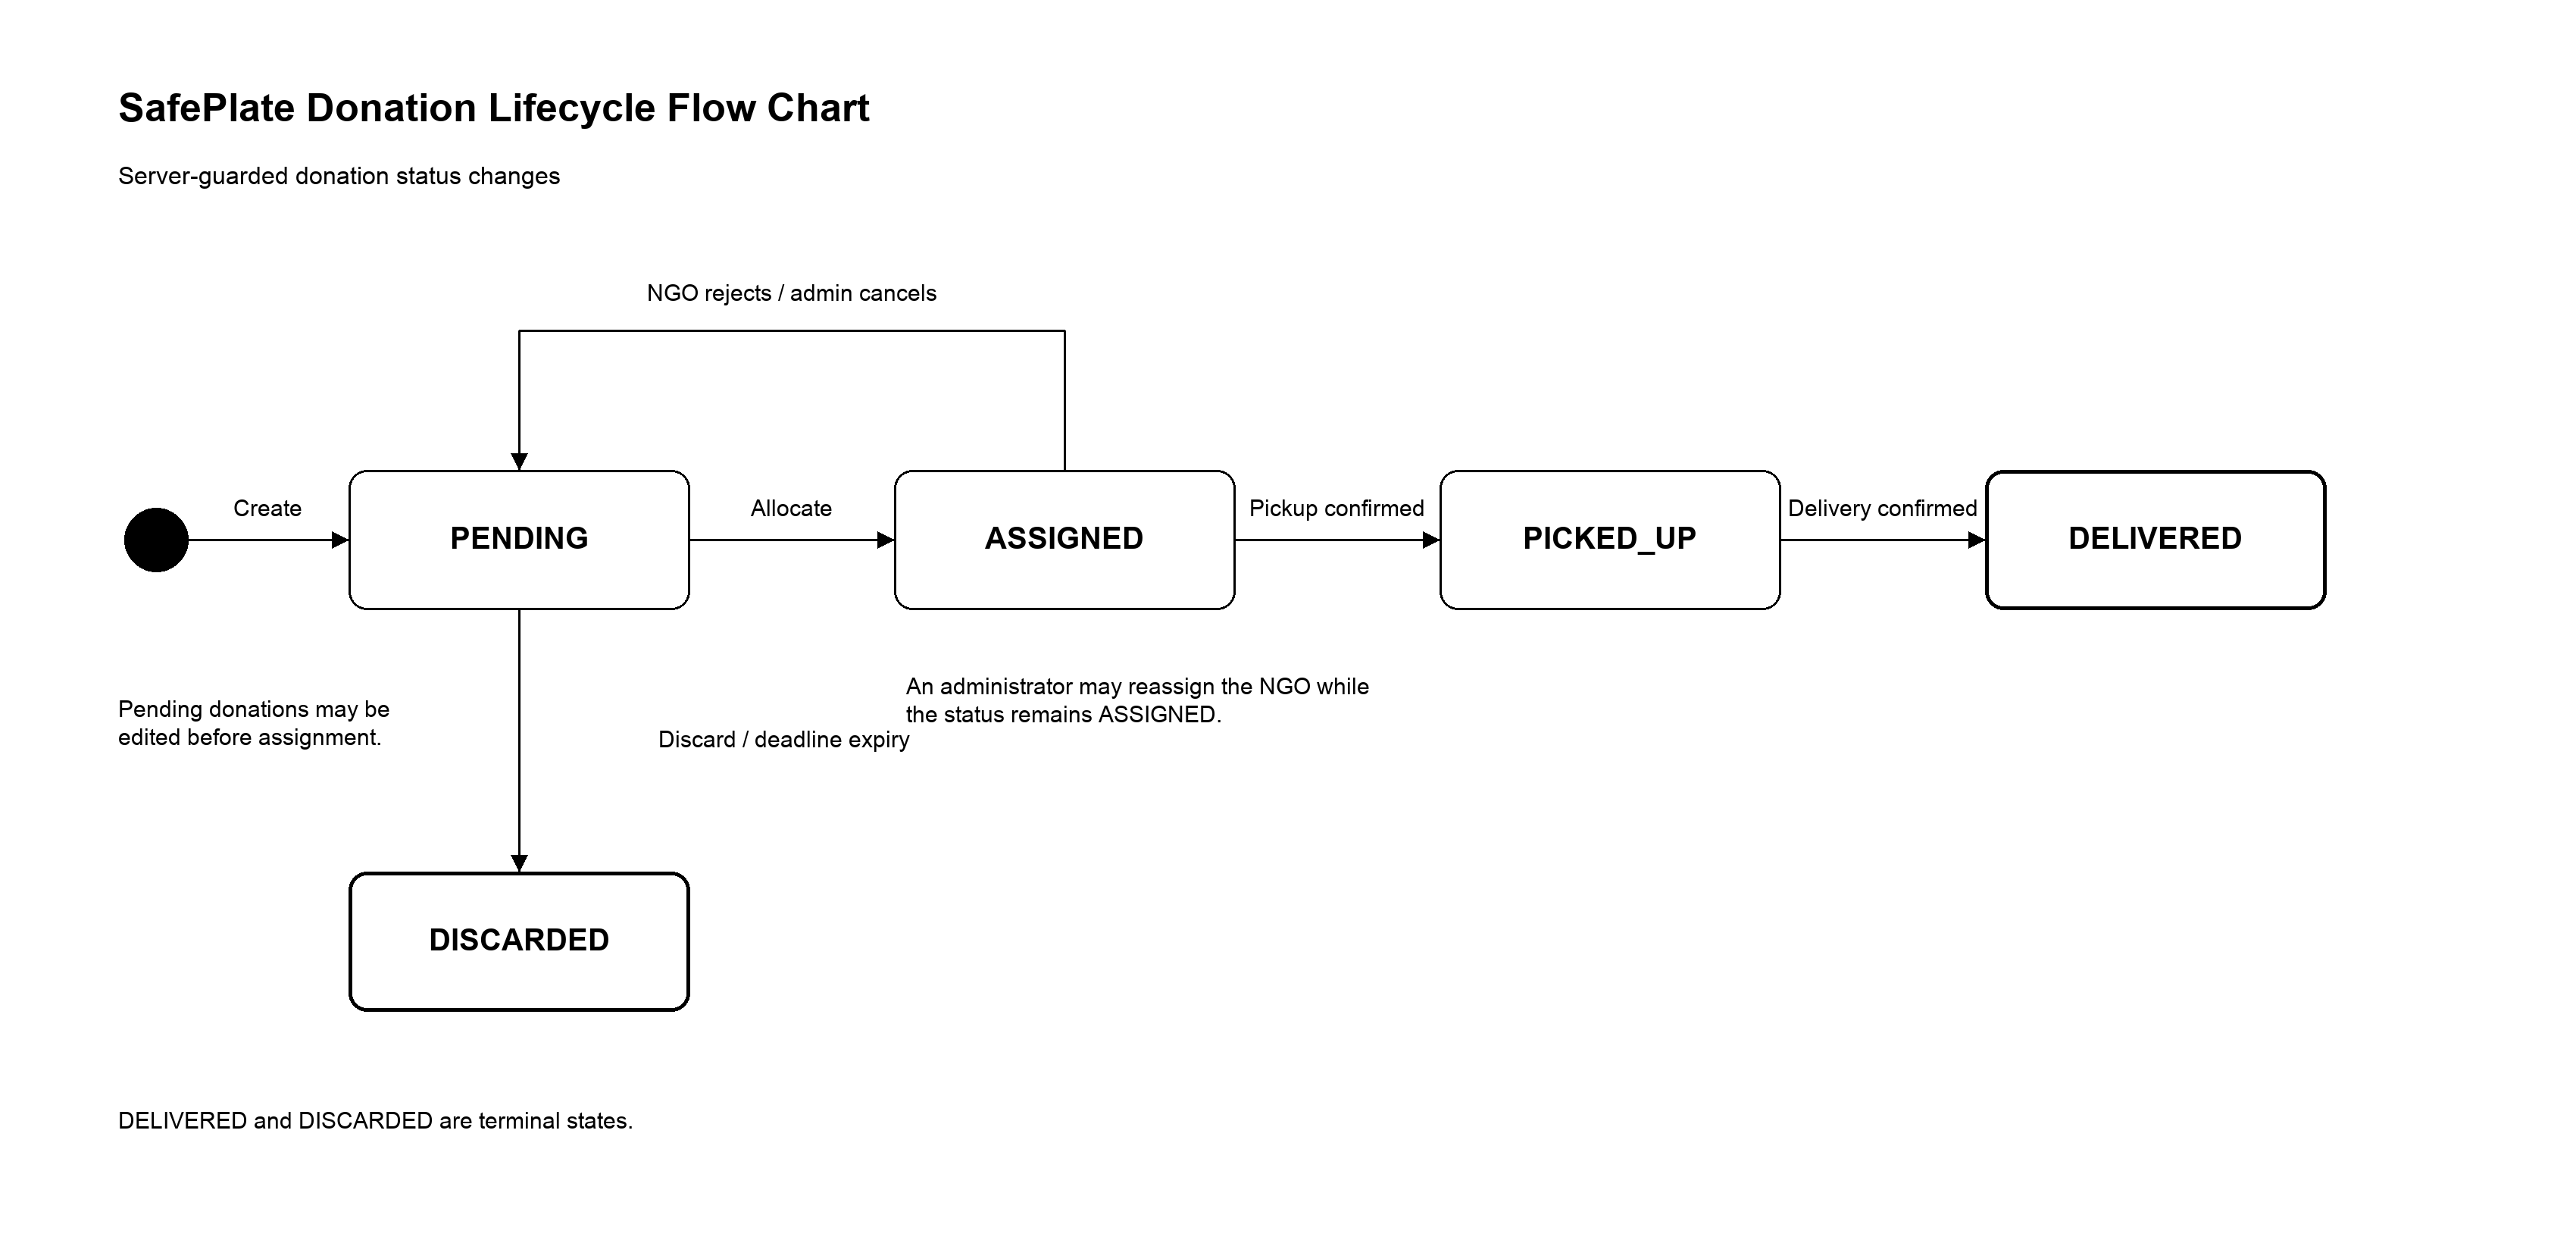 SafePlate Donation Lifecycle Flow Chart
Server-guarded donation status changes
NGO rejects / admin cancels
Create
PENDING
Allocate
ASSIGNED
Pickup confirmed
PICKED_UP
Delivery confirmed
DELIVERED
Pending donations may be
edited before assignment.
Discard / deadline expiry
An administrator may reassign the NGO while
the status remains ASSIGNED.
DISCARDED
DELIVERED and DISCARDED are terminal states.